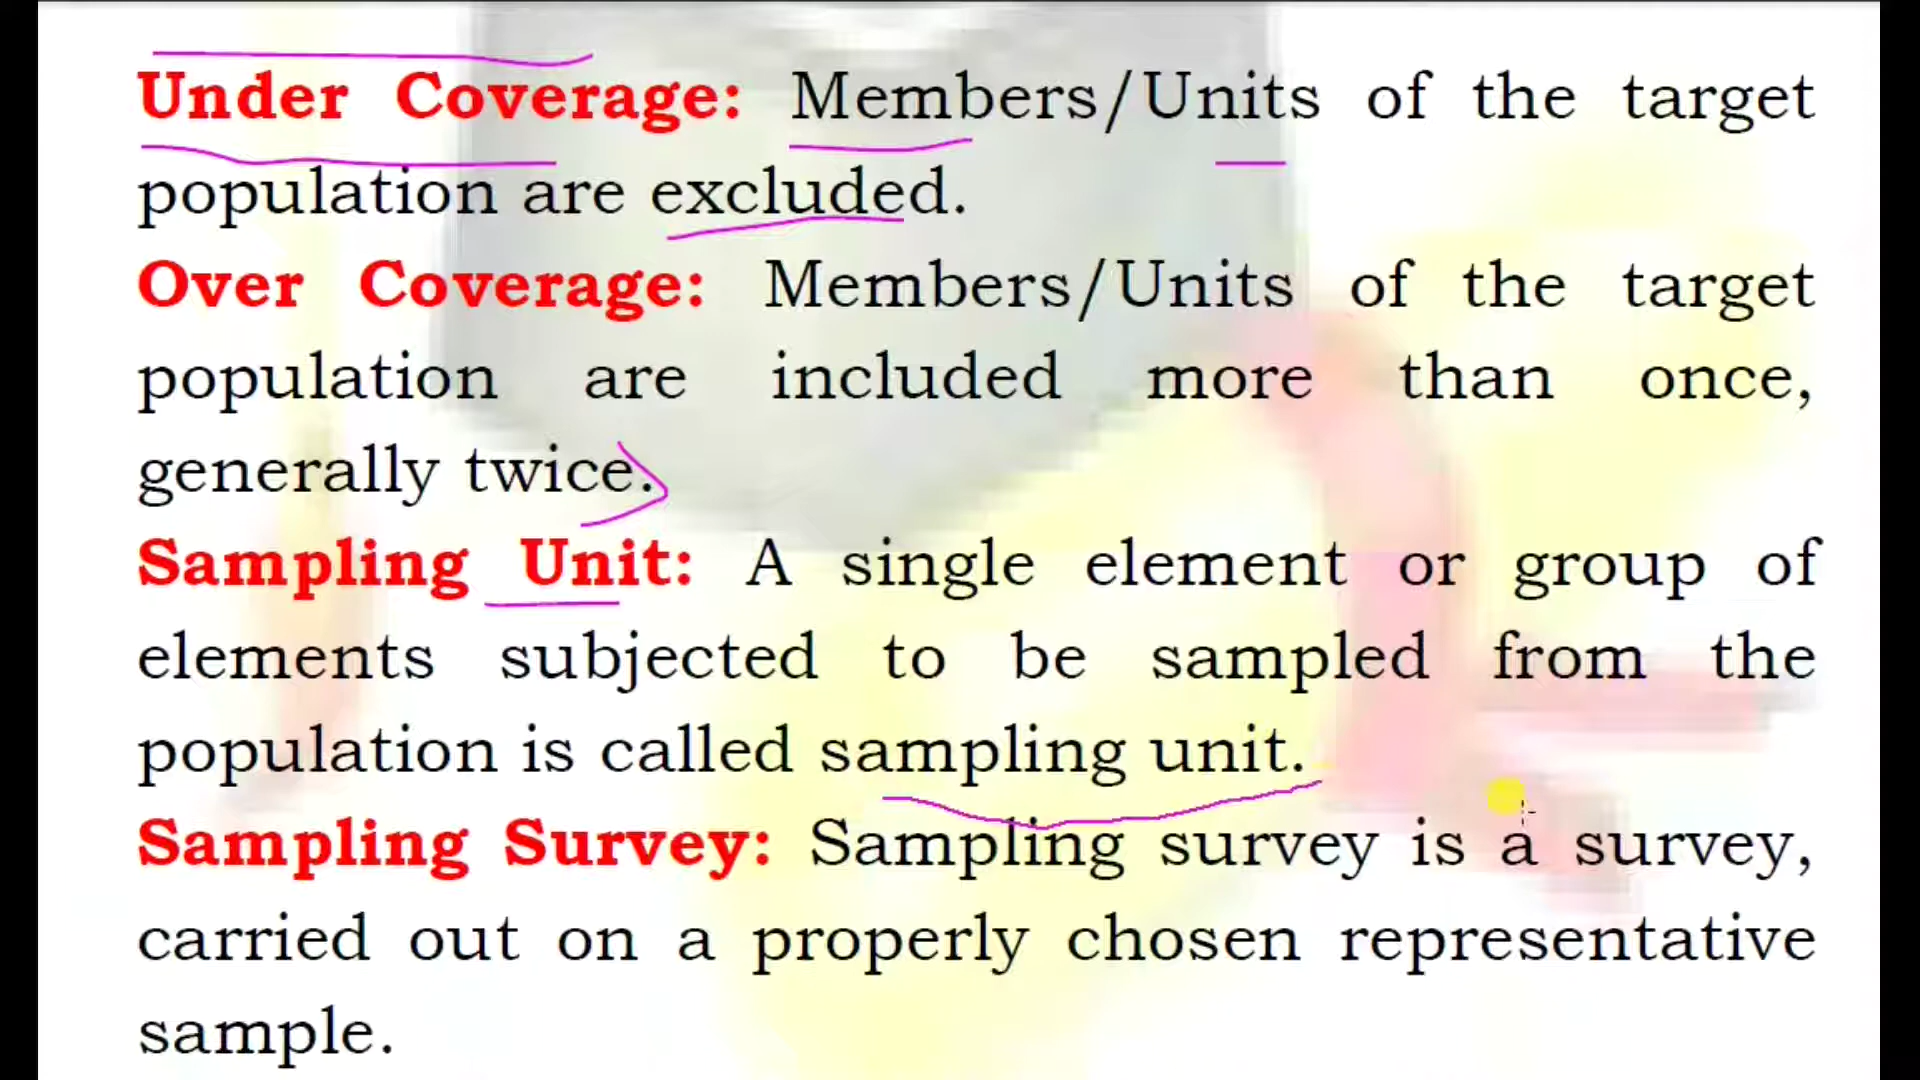 Under Coverage: Members/Units of the target
population are excluded.
Over Coverage: Members/Units of the target
population are included more than once,
generally twice.
Sampling Unit: A single element or group of
elements subjected to be sampled from the
population is called sampling unit.
Sampling Survey: Sampling survey is a survey,
carried out on a properly chosen representative
sample.